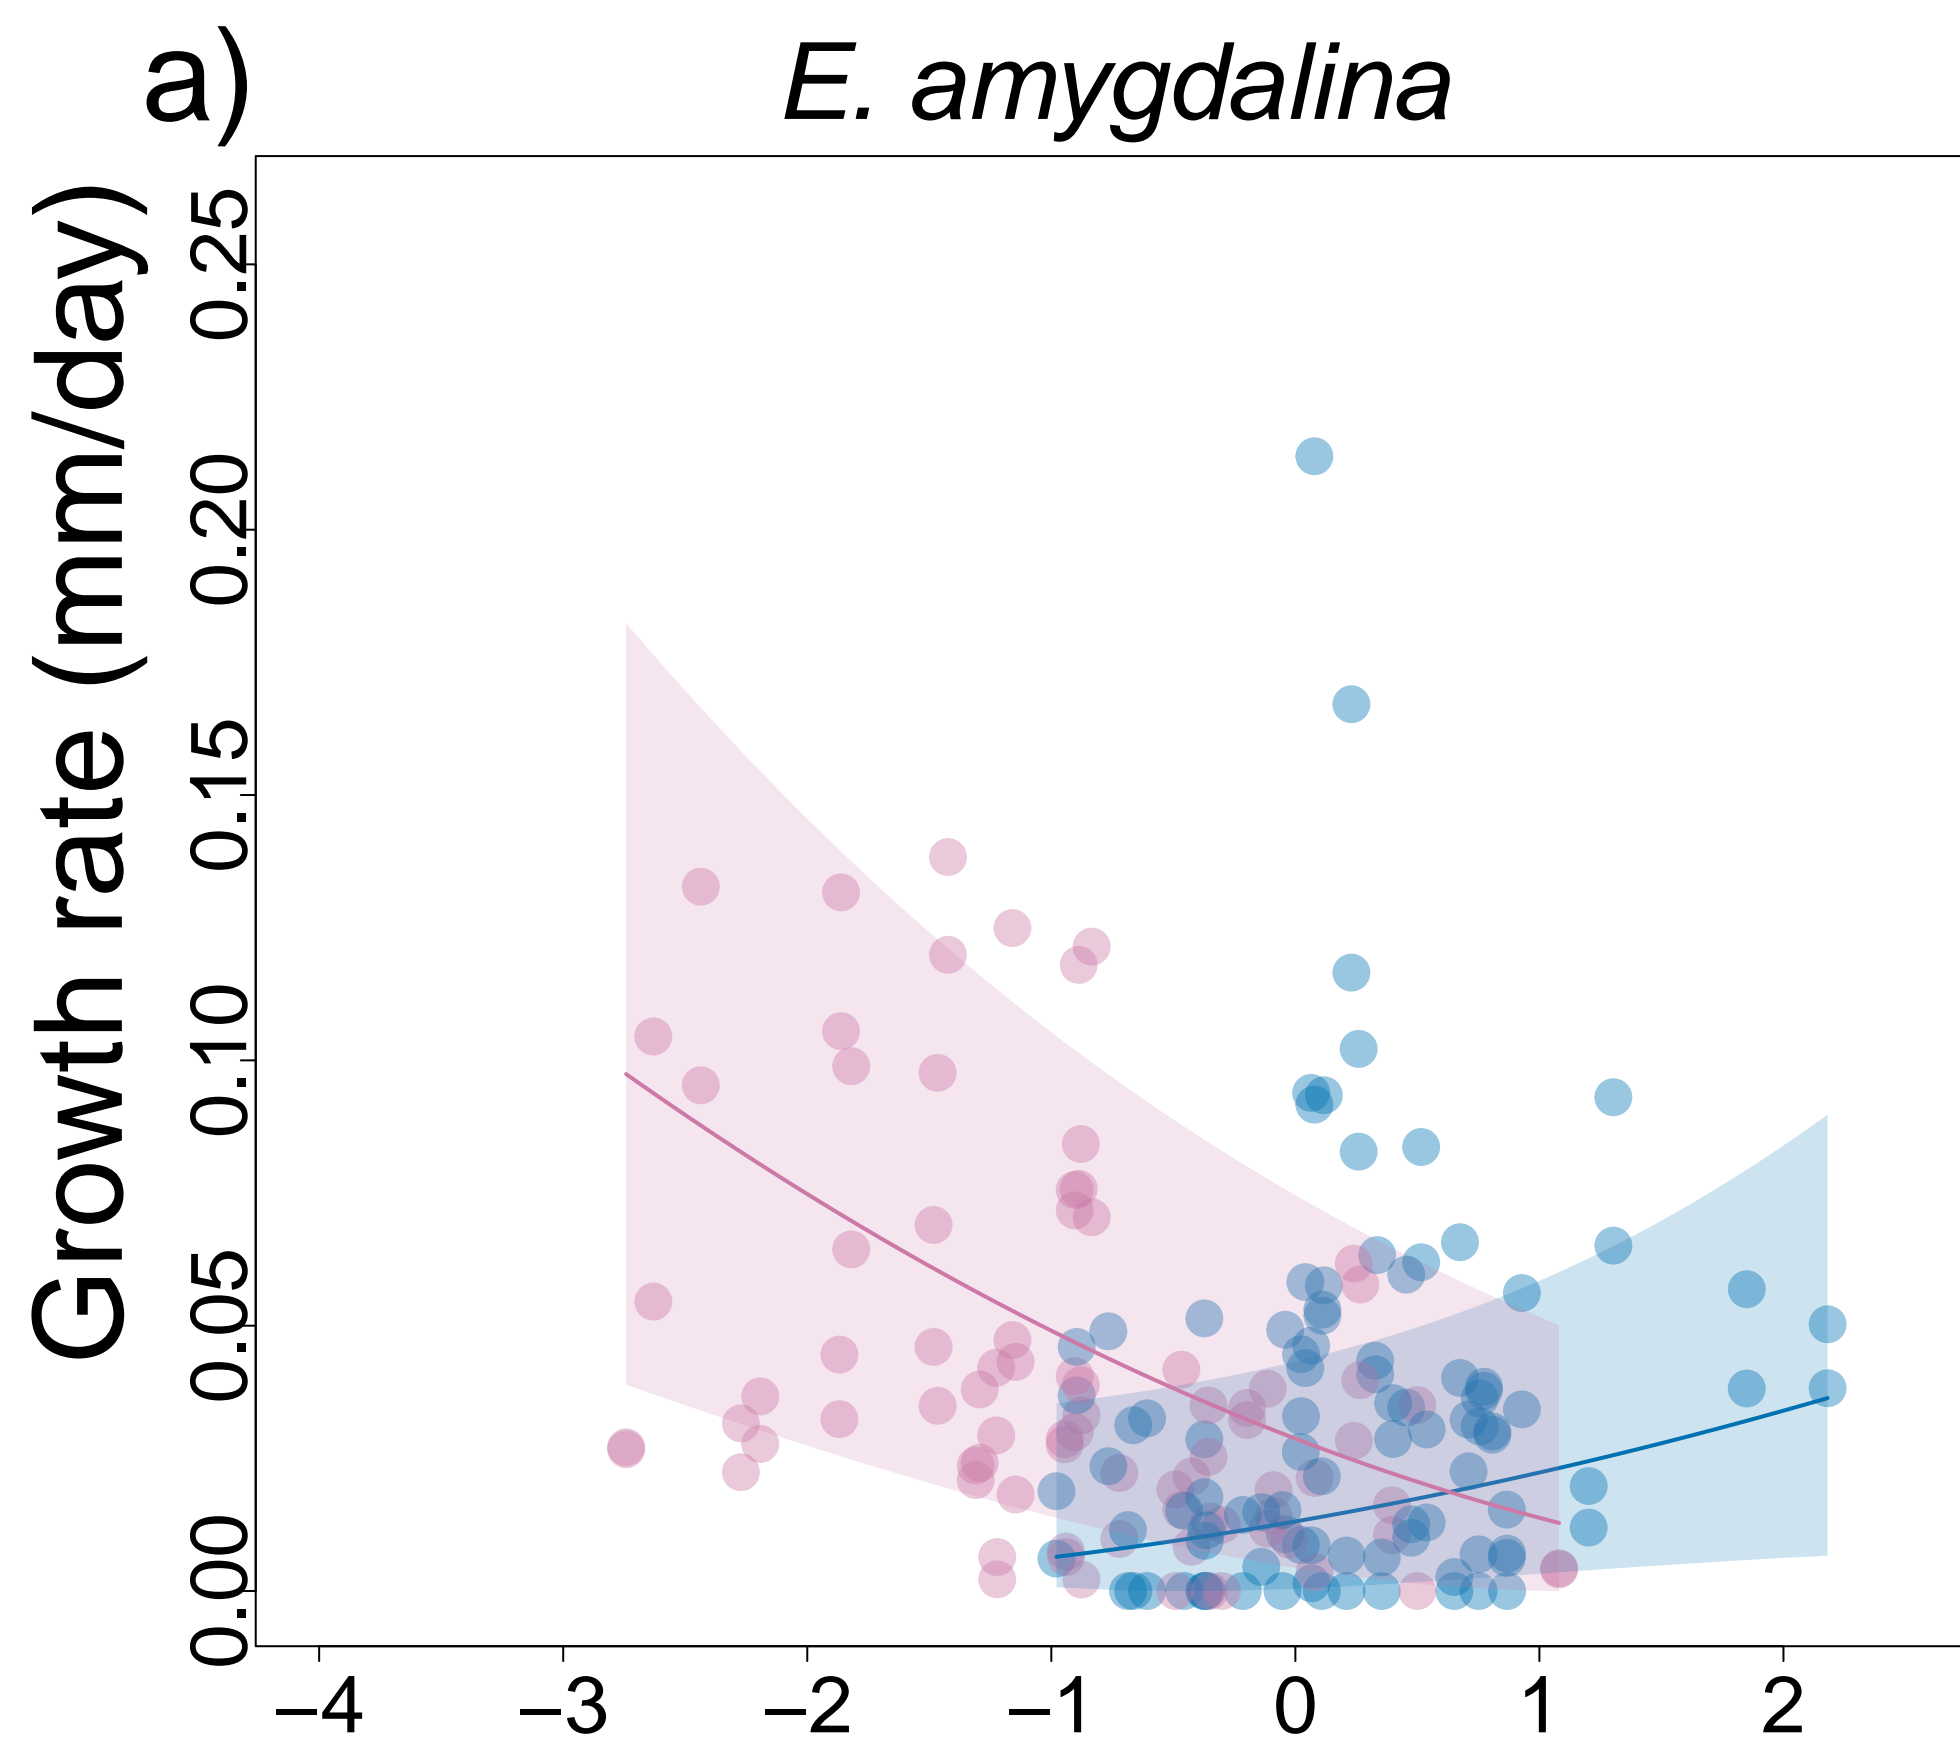 a)
E. amygdalina
Growth rate (mm/day)
0.25
0.20
0.15
0.10
0.05
0.00
–4 –3 –2 –1 0 1 2